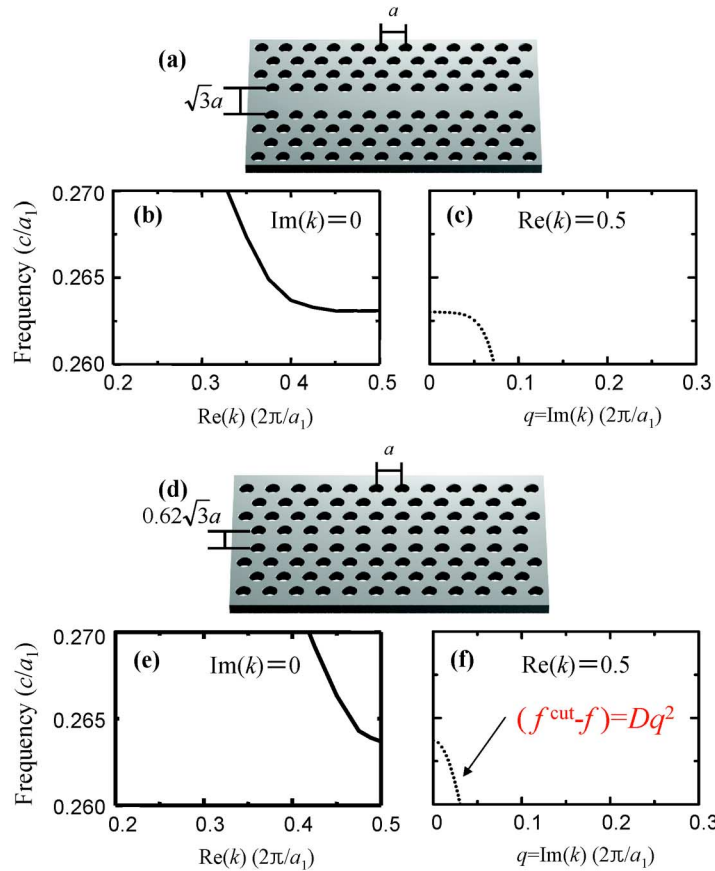 a
(a)
√3a
(b)
Im(k)=0
(c)
Re(k)=0.5
0.270
0.265
0.260
Frequency (c/a₁)
0.2
0.3
0 4
0.5
0
0.1
0.2
0.3
Re(k) (2π/a₁)
q=Im(k) (2π/a₁)
a
(d)
0.62√3a
(e)
Im(k)=0
(f)
Re(k)=0.5
(f^cut-f)=Dq²
0.270
0.265
0.260
Frequency (c/a₁)
0.2
0.3
0.4
0.5
0
0.1
0.2
0.3
Re(k) (2π/a₁)
q=Im(k) (2π/a₁)